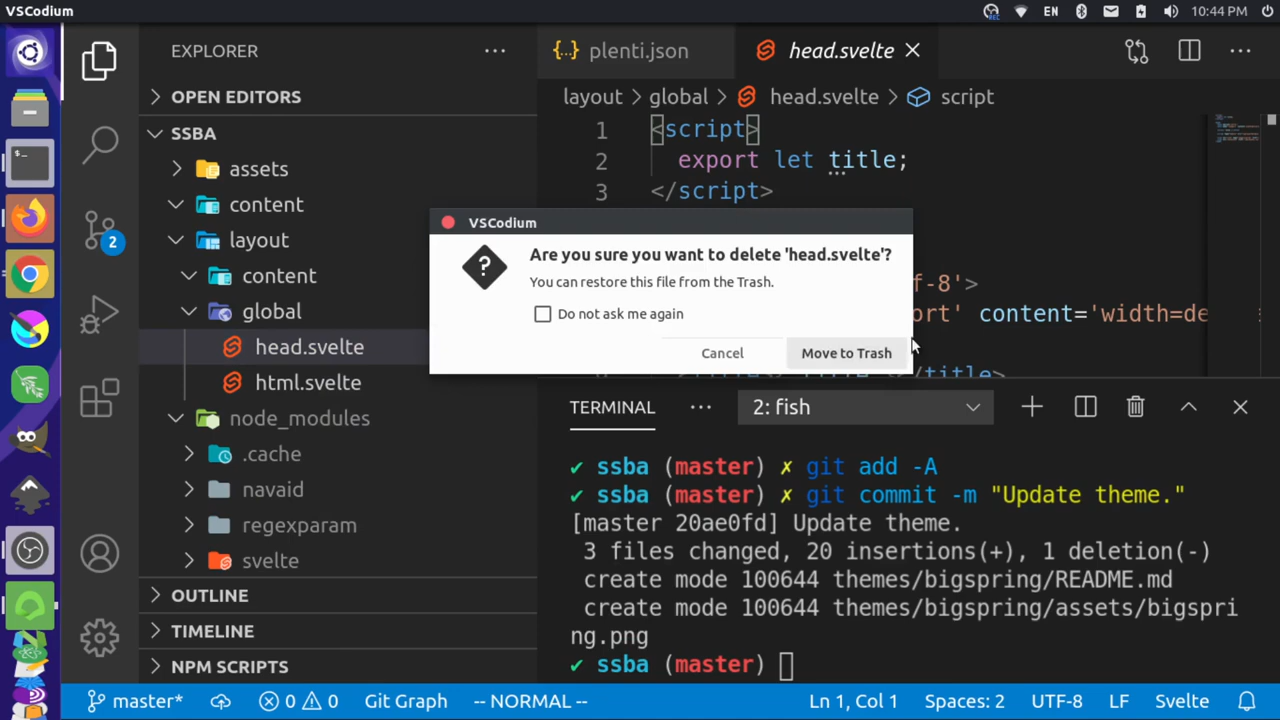 VSCodium
EN
10:44 PM
EXPLORER
OPEN EDITORS
SSBA
assets
content
layout
content
global
head.svelte
html.svelte
node_modules
.cache
navaid
regexparam
svelte
OUTLINE
TIMELINE
NPM SCRIPTS
2
{..} plenti.json
head.svelte
layout > global > head.svelte > script
1 <script>
2 export let title;
3 </script>
f-8'>
ort' content='width=de
</title>
VSCodium
Are you sure you want to delete 'head.svelte'?
You can restore this file from the Trash.
Do not ask me again
Cancel
Move to Trash
TERMINAL
2: fish
✔ ssba (master) ✗ git add -A
✔ ssba (master) ✗ git commit -m "Update theme."
[master 20ae0fd] Update theme.
3 files changed, 20 insertions(+), 1 deletion(-)
create mode 100644 themes/bigspring/README.md
create mode 100644 themes/bigspring/assets/bigspri
ng.png
✔ ssba (master)
master*
0
0
Git Graph
-- NORMAL --
Ln 1, Col 1
Spaces: 2
UTF-8
LF
Svelte